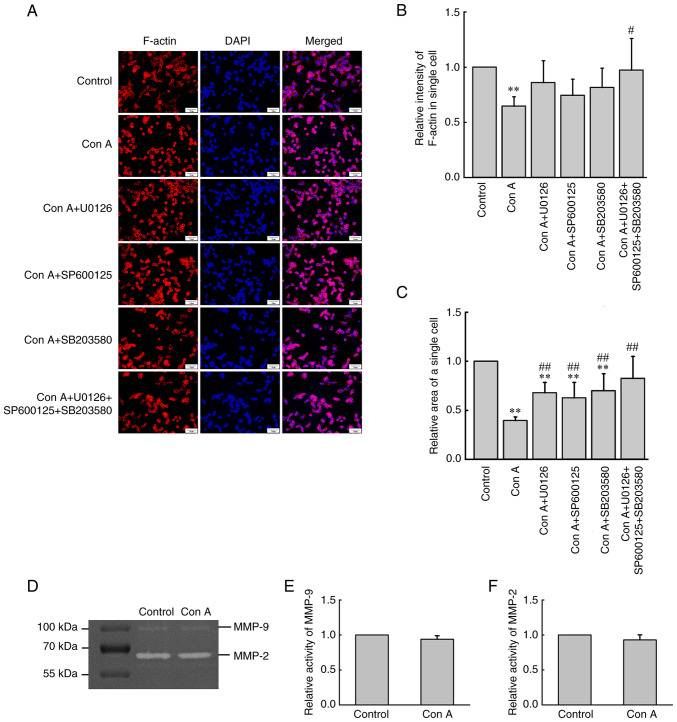 A
F-actin
DAPI
Merged
Control
Con A
Con A+U0126
Con A+SP600125
Con A+SB203580
Con A+U0126+
SP600125+SB203580
B
Relative intensity of
F-actin in single cell
1.5
1.0
0.5
0.0
**
#
Control
Con A
Con A+U0126
Con A+SP600125
Con A+SB203580
Con A+U0126+
SP600125+SB203580
C
Relative area of a single cell
1.5
1.0
0.5
0.0
**
##
**
##
**
##
**
##
Control
Con A
Con A+U0126
Con A+SP600125
Con A+SB203580
Con A+U0126+
SP600125+SB203580
D
Control
Con A
100 kDa
70 kDa
55 kDa
MMP-9
MMP-2
E
Relative activity of MMP-9
1.5
1.0
0.5
0.0
Control
Con A
F
Relative activity of MMP-2
1.5
1.0
0.5
0.0
Control
Con A